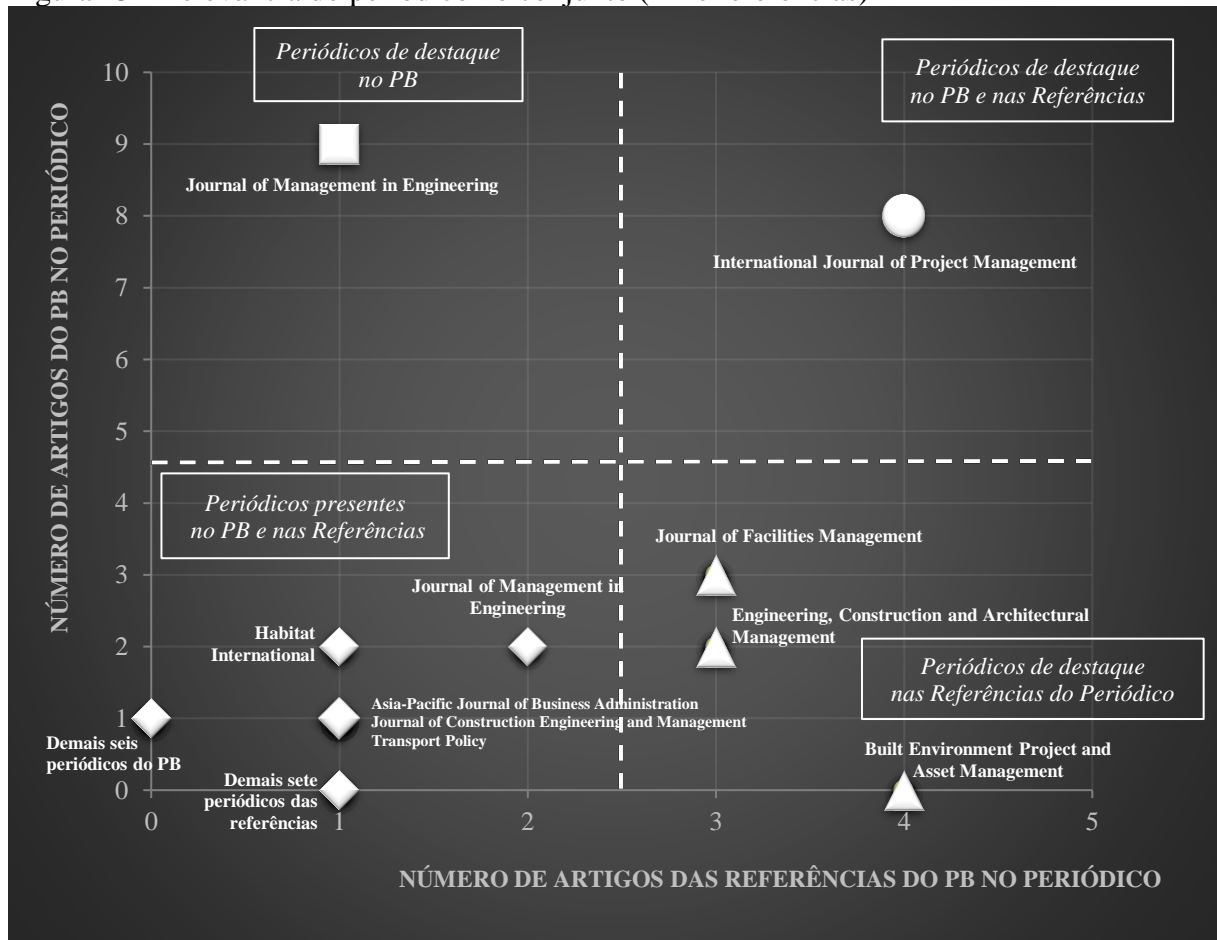 Periódicos de destaque
no PB
Periódicos de destaque
no PB e nas Referências
10
9
Journal of Management in Engineering
8
International Journal of Project Management
7
6
5
4
Periódicos presentes
no PB e nas Referências
Journal of Facilities Management
3
Journal of Management in
Engineering
Engineering, Construction and Architectural
Management
Habitat
International
2
Periódicos de destaque
nas Referências do Periódico
Asia-Pacific Journal of Business Administration
Journal of Construction Engineering and Management
Transport Policy
1
Demais seis
periódicos do PB
Built Environment Project and
Asset Management
Demais sete
periódicos das
referências
0
0
1
2
3
4
5
NÚMERO DE ARTIGOS DO PB NO PERIÓDICO
NÚMERO DE ARTIGOS DAS REFERÊNCIAS DO PB NO PERIÓDICO